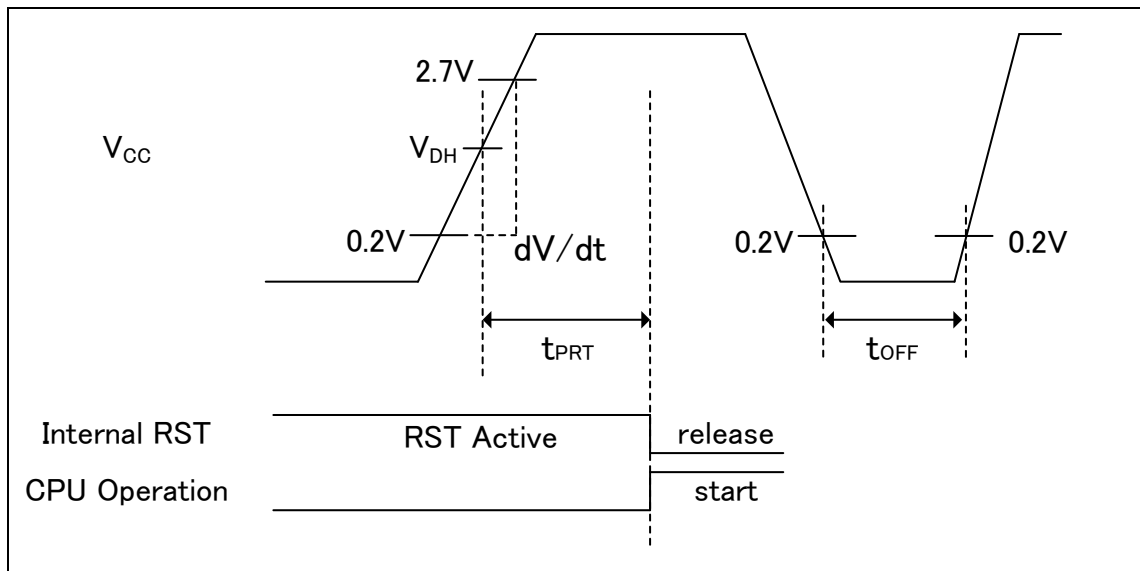 2.7V
VCC
VDH
0.2V
dV/dt
0.2V
0.2V
tPRT
tOFF
Internal RST
RST Active
release
CPU Operation
start